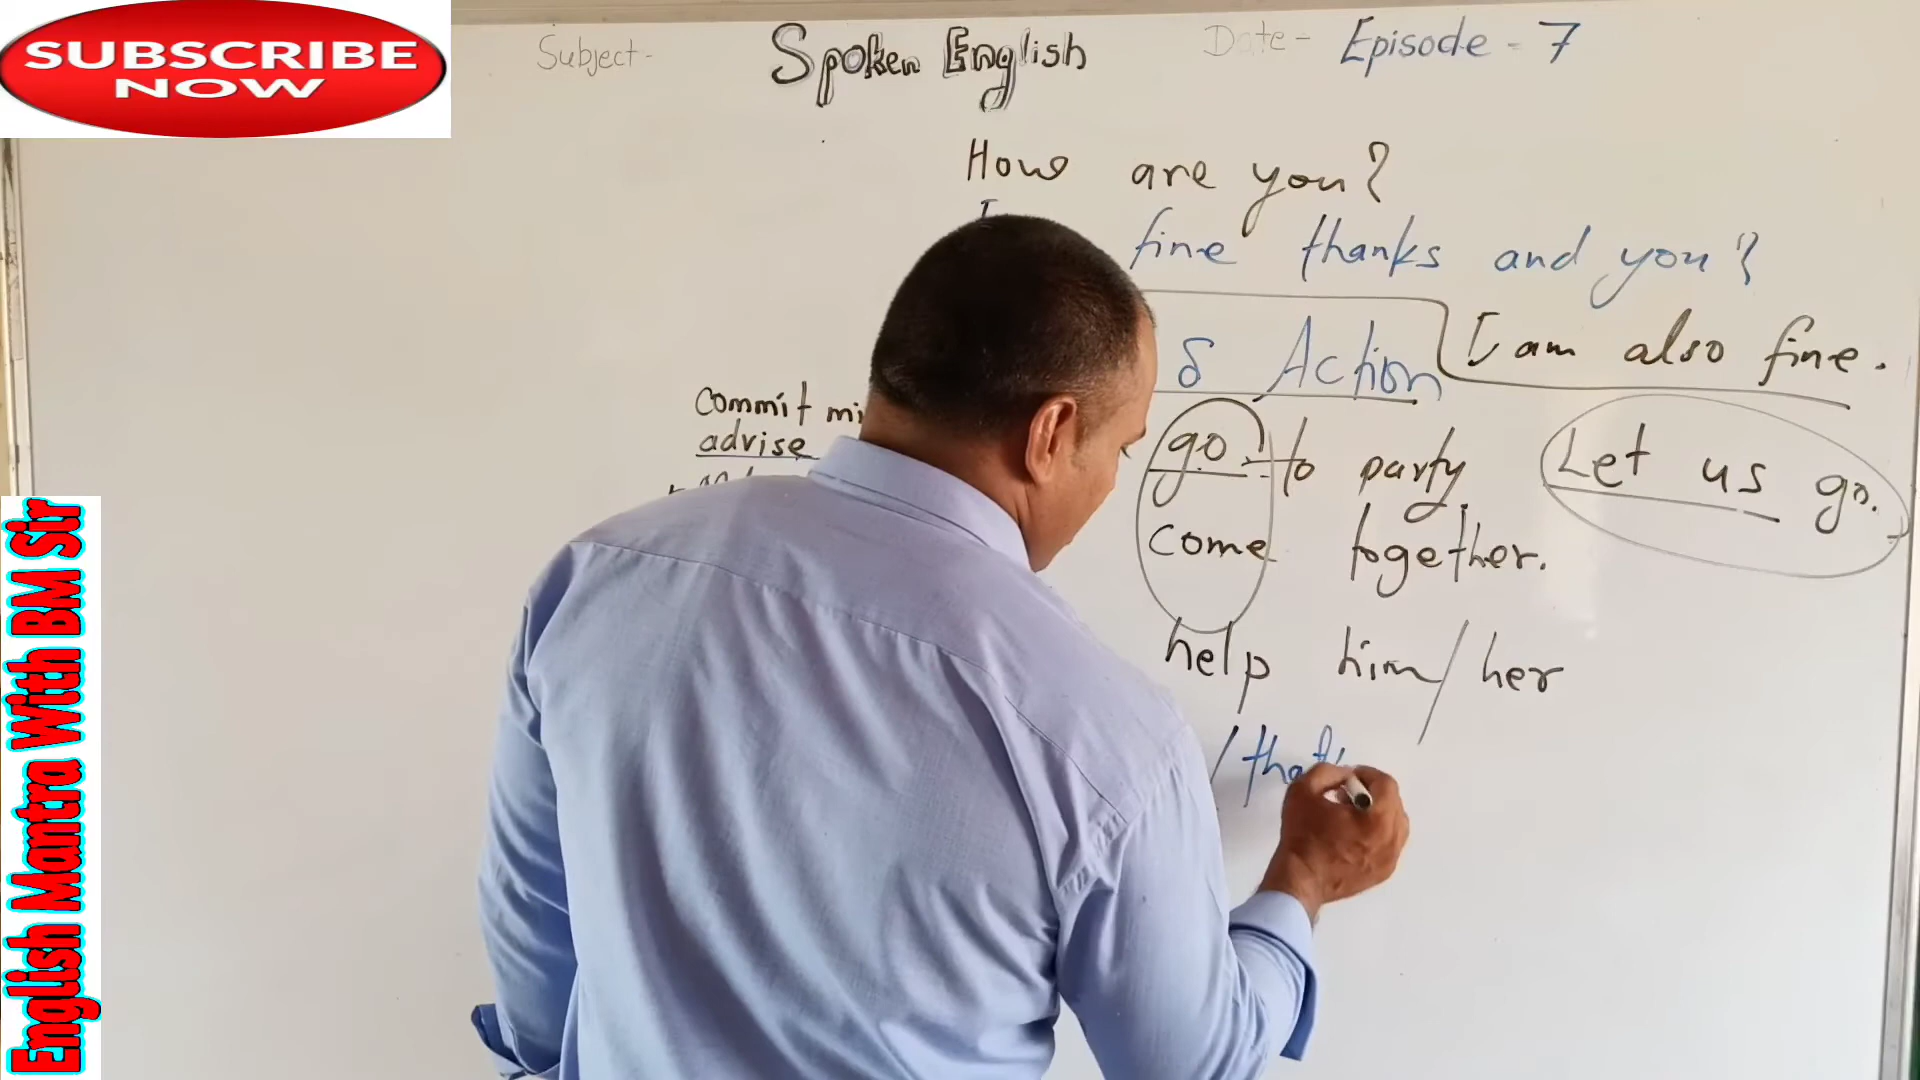 SUBSCRIBE
NOW
Subject-
Spoken English
Date - Episode - 7
How are you?
I fine thanks and you?
& Action
I am also fine.
commit mi
advise
go to party
Let us go.
come together.
help him/her
/that
English Mantra With BM Sir